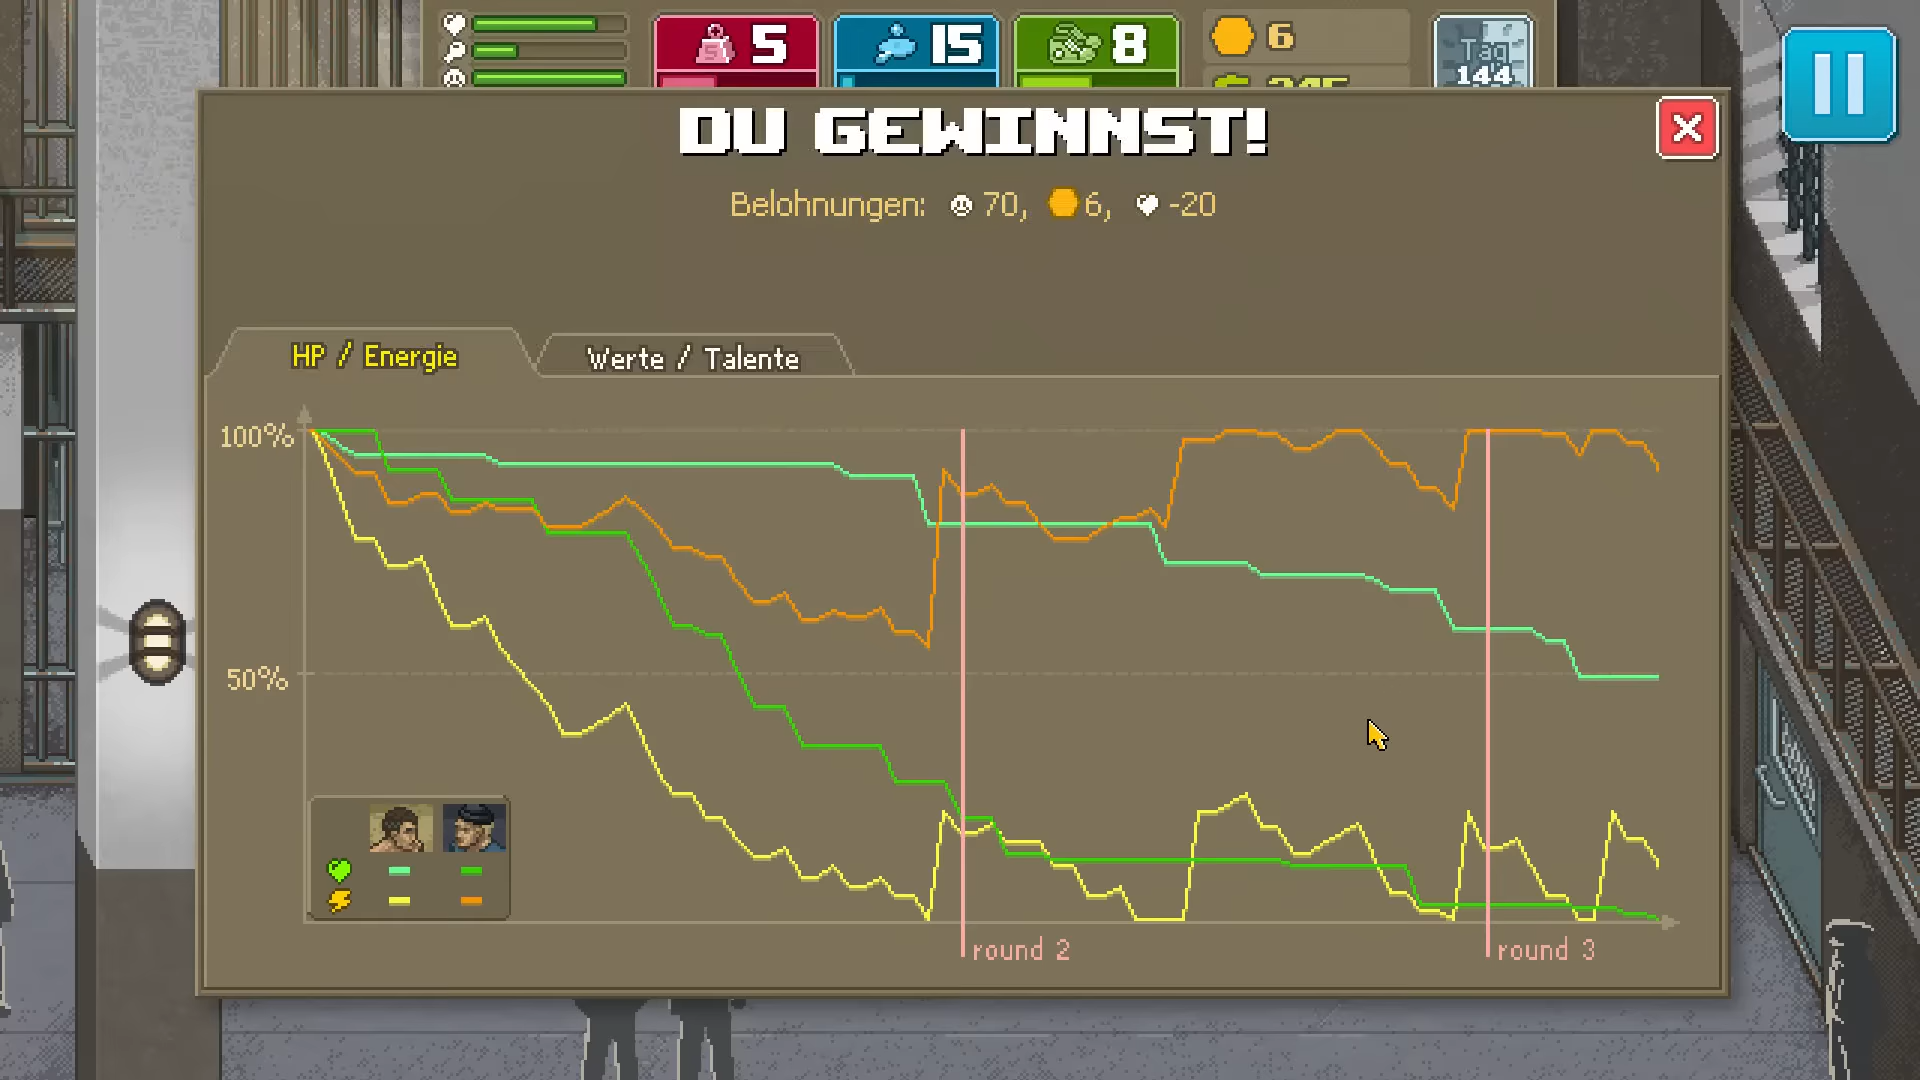 5
15
8
6
Tag
144
DU GEWINNST!
Belohnungen: 70, 6, -20
HP / Energie
Werte / Talente
100%
50%
round 2
round 3